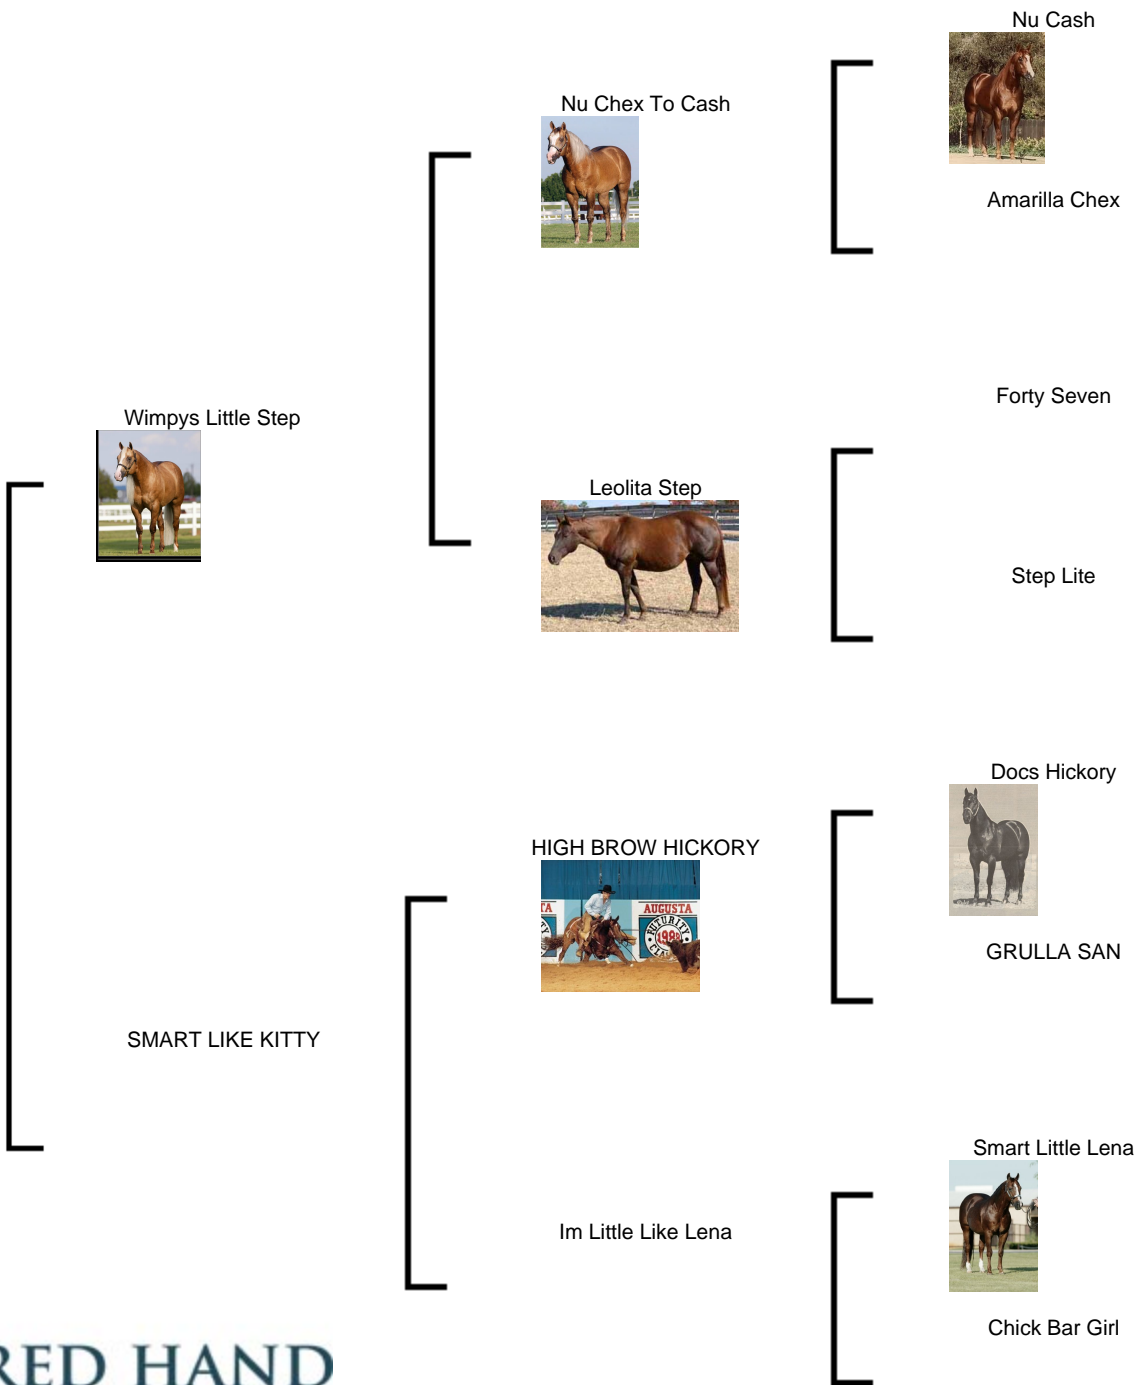 Nu Cash
Nu Chex To Cash
Amarilla Chex
Forty Seven
Wimpys Little Step
Leolita Step
Step Lite
Docs Hickory
HIGH BROW HICKORY
AUGUSTA
FUTURITY
GRULLA SAN
SMART LIKE KITTY
Smart Little Lena
Im Little Like Lena
Chick Bar Girl
RED HAND